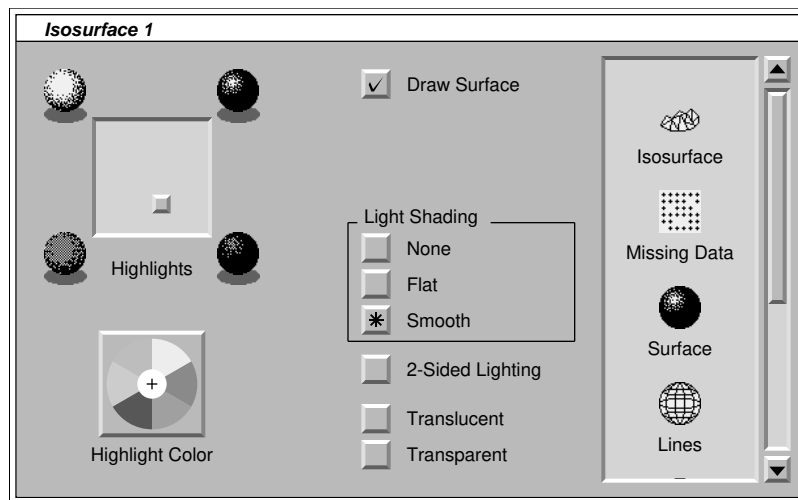 Isosurface 1
Draw Surface
Isosurface
Light Shading
None
Missing Data
Highlights
Flat
Smooth
Surface
2-Sided Lighting
Translucent
Lines
Highlight Color
Transparent